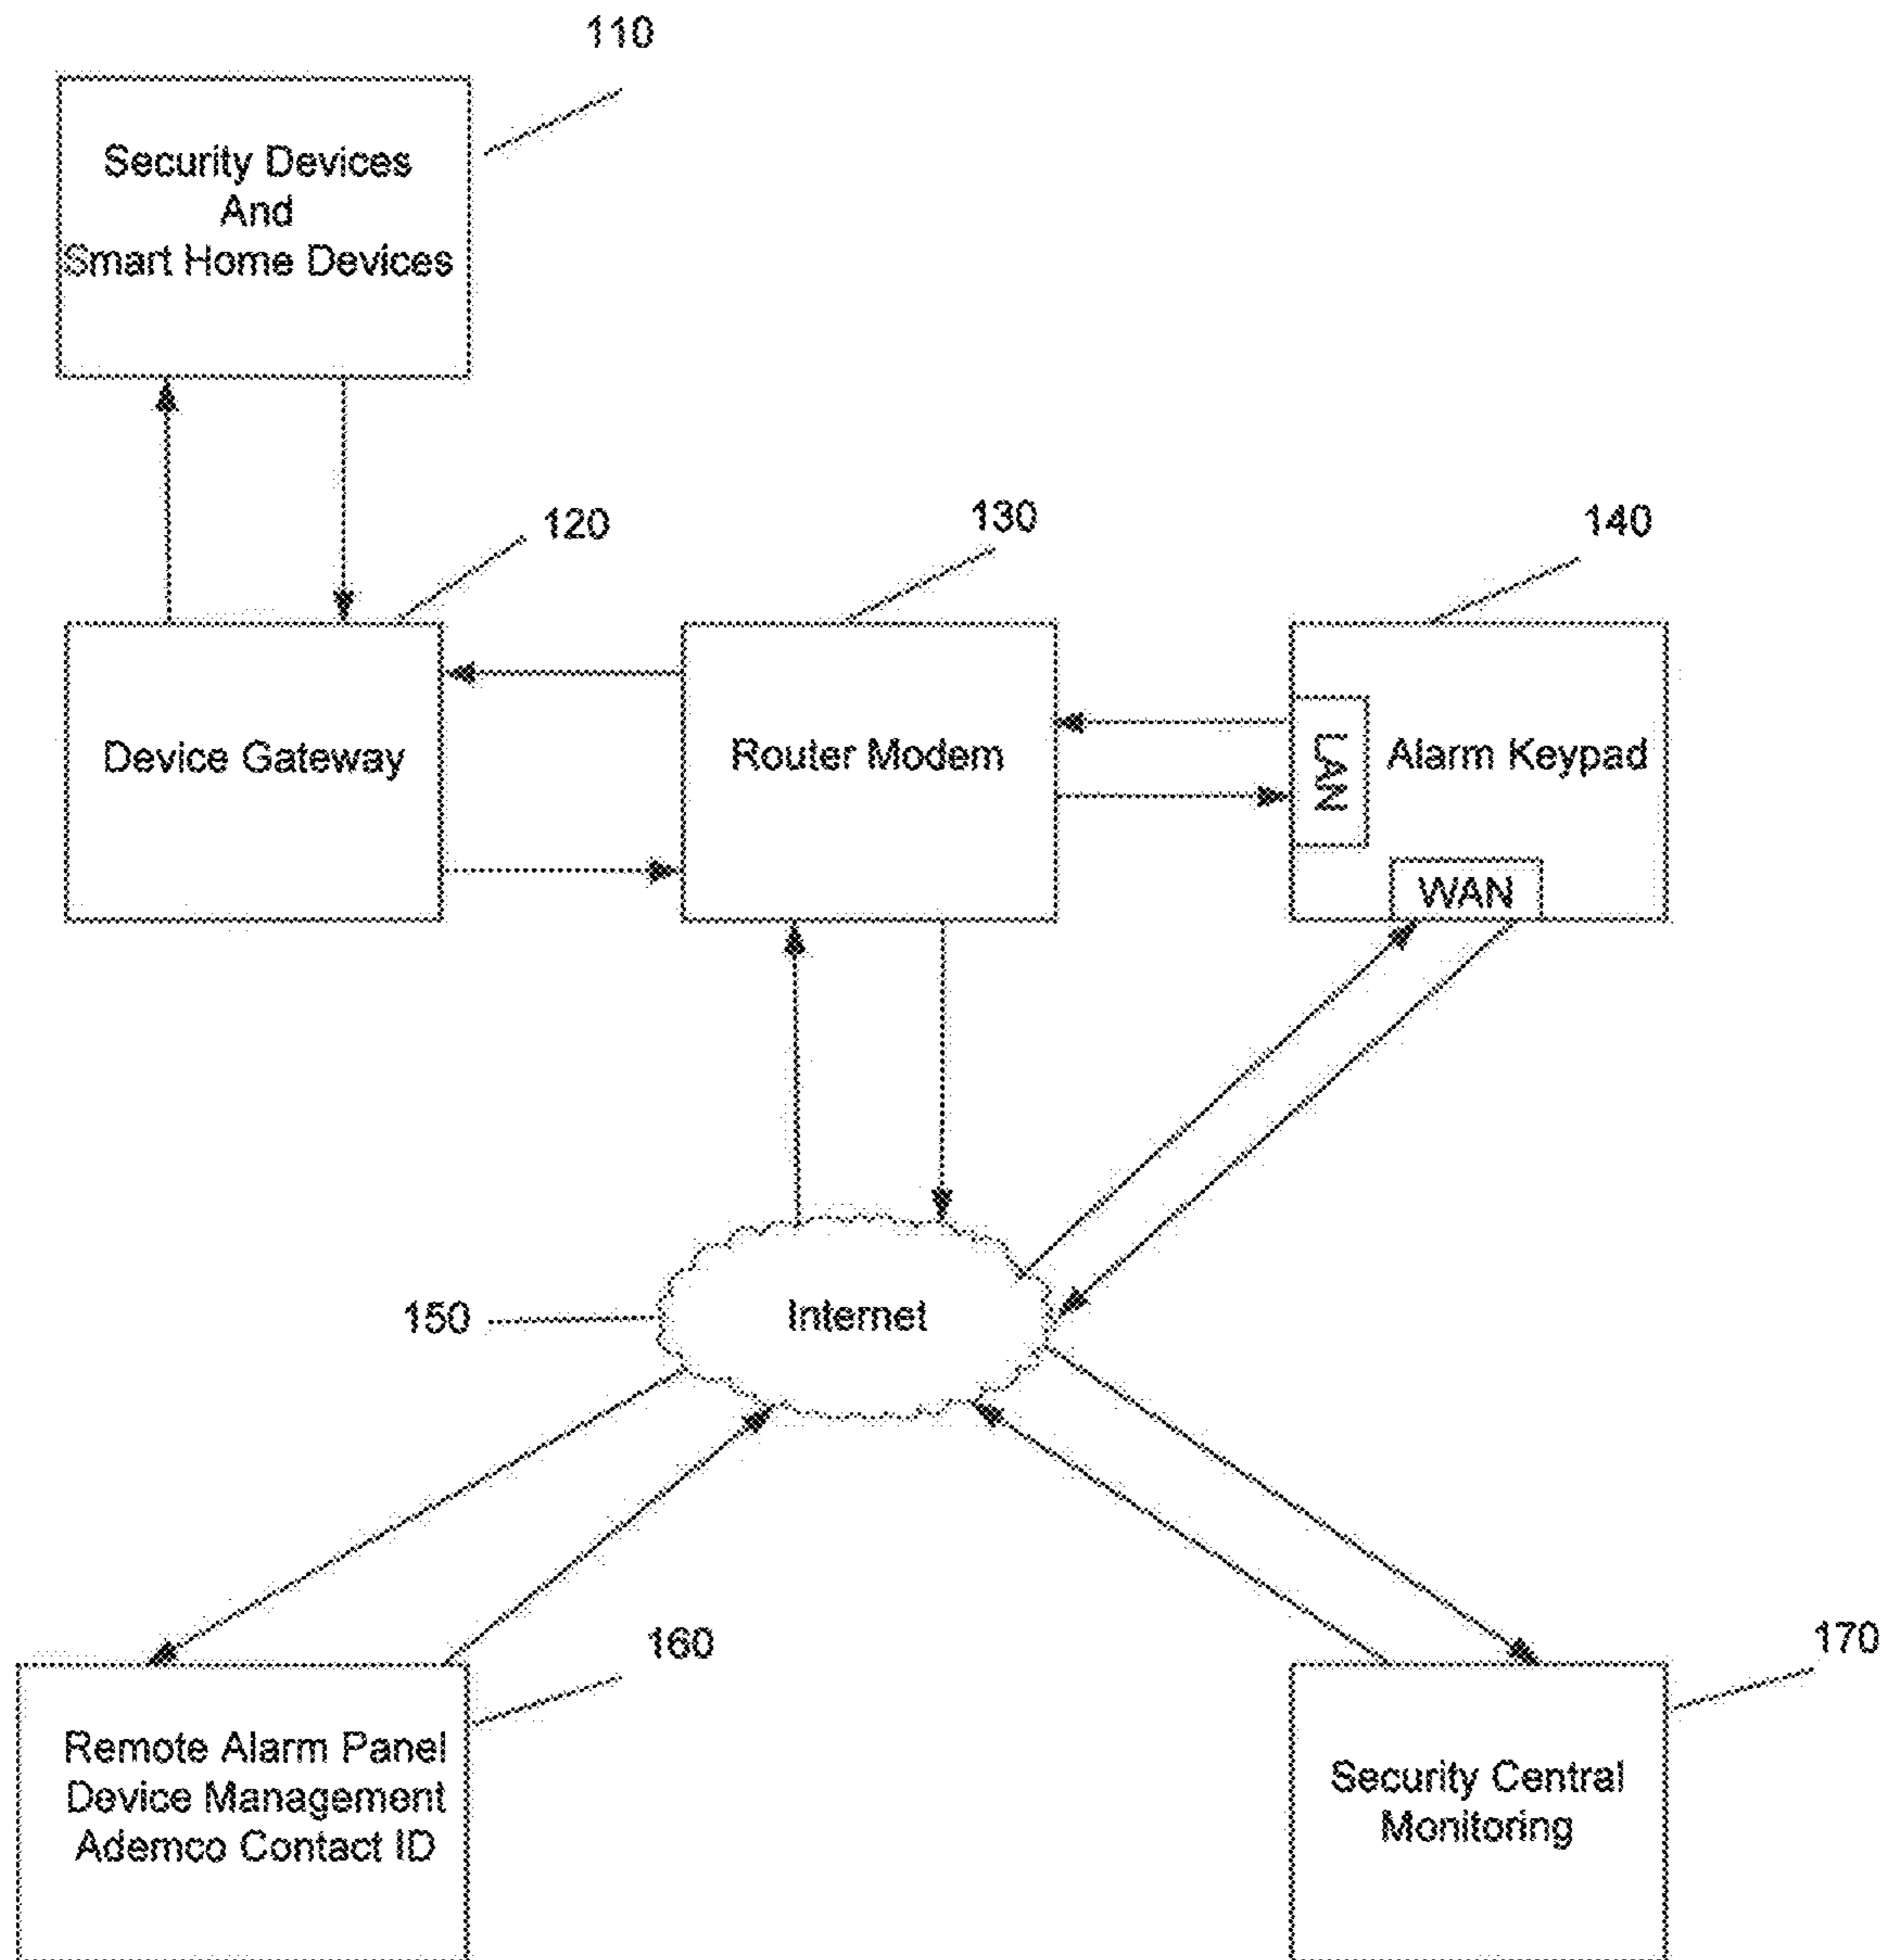 110
Security Devices
And
Smart Home Devices
120
130
140
Device Gateway
Router Modem
LAN
Alarm Keypad
WAN
150
Internet
160
170
Remote Alarm Panel
Device Management
Ademco Contact ID
Security Central
Monitoring